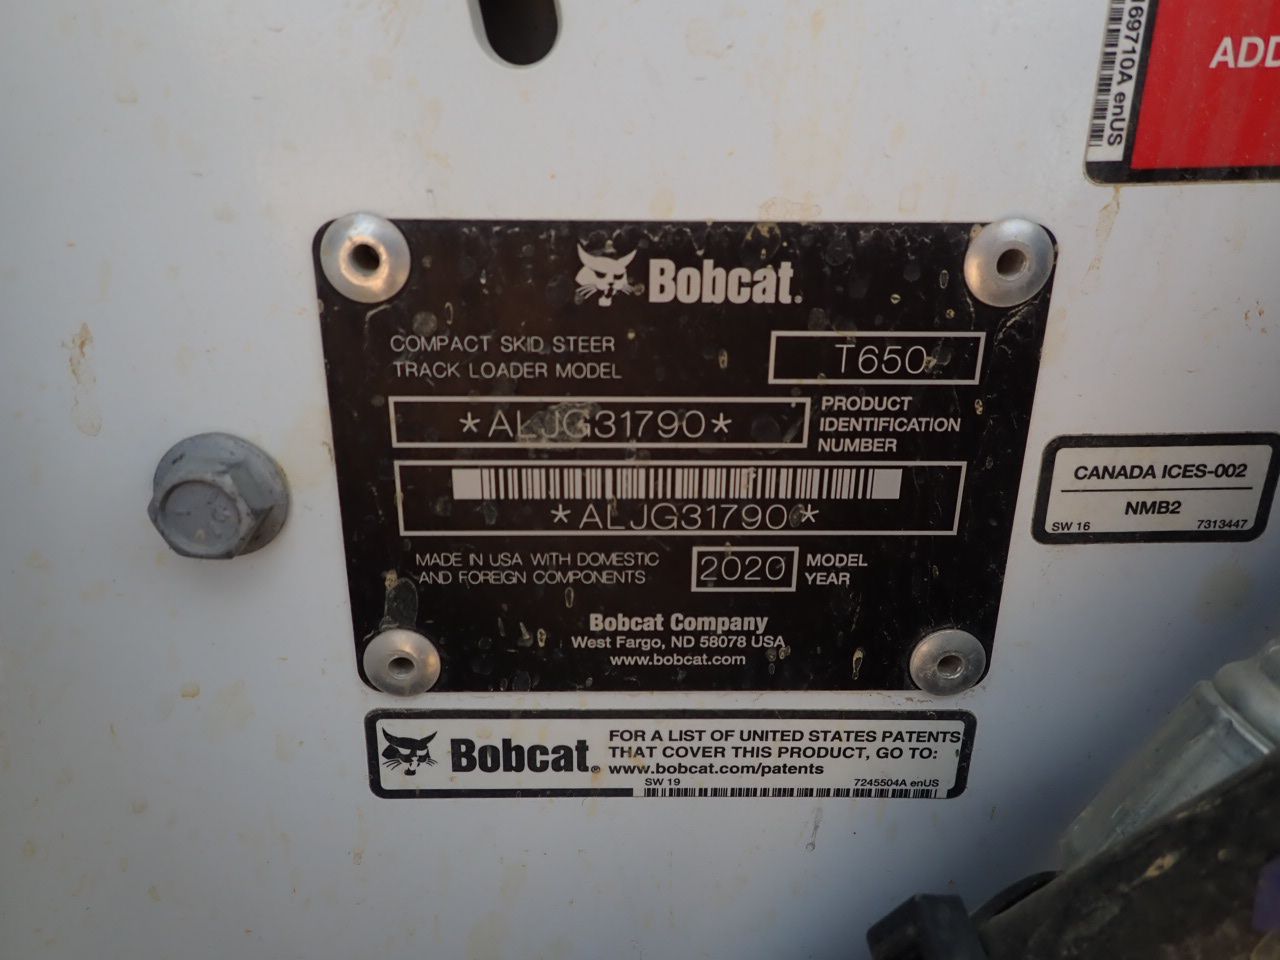 169710A enUS
ADD
Bobcat.
COMPACT SKID STEER
TRACK LOADER MODEL
T650
*ALJG31790*
PRODUCT
IDENTIFICATION
NUMBER
*ALJG31790*
MADE IN USA WITH DOMESTIC
AND FOREIGN COMPONENTS
2020
MODEL
YEAR
Bobcat Company
West Fargo, ND 58078 USA
www.bobcat.com
CANADA ICES-002
NMB2
SW 16
7313447
Bobcat®
FOR A LIST OF UNITED STATES PATENTS
THAT COVER THIS PRODUCT, GO TO:
www.bobcat.com/patents
SW 19
7245504A enUS